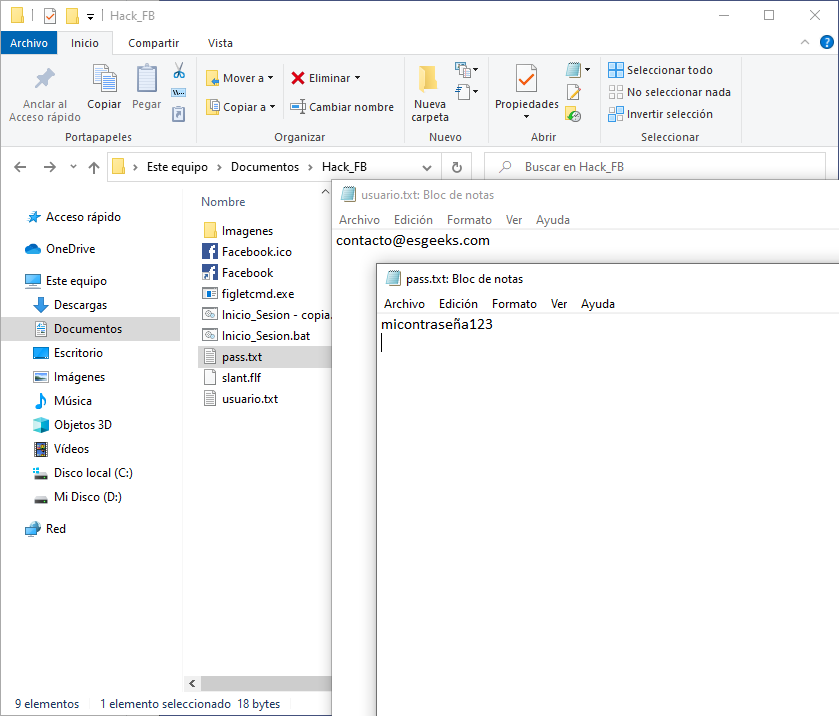 Hack_FB
Archivo Inicio Compartir Vista
Anclar al Acceso rápido
Copiar
Pegar
Mover a
Copiar a
Eliminar
Cambiar nombre
Nueva carpeta
Propiedades
Seleccionar todo
No seleccionar nada
Invertir selección
Portapapeles Organizar Nuevo Abrir Seleccionar
Este equipo > Documentos > Hack_FB
Buscar en Hack_FB
Acceso rápido
OneDrive
Este equipo
Descargas
Documentos
Escritorio
Imágenes
Música
Objetos 3D
Vídeos
Disco local (C:)
Mi Disco (D:)
Red
Nombre
Imagenes
Facebook.ico
Facebook
figletcmd.exe
Inicio_Sesion - copia.
Inicio_Sesion.bat
pass.txt
slant.flf
usuario.txt
usuario.txt: Bloc de notas
Archivo Edición Formato Ver Ayuda
contacto@esgeeks.com
pass.txt: Bloc de notas
Archivo Edición Formato Ver Ayuda
micontraseña123
9 elementos 1 elemento seleccionado 18 bytes